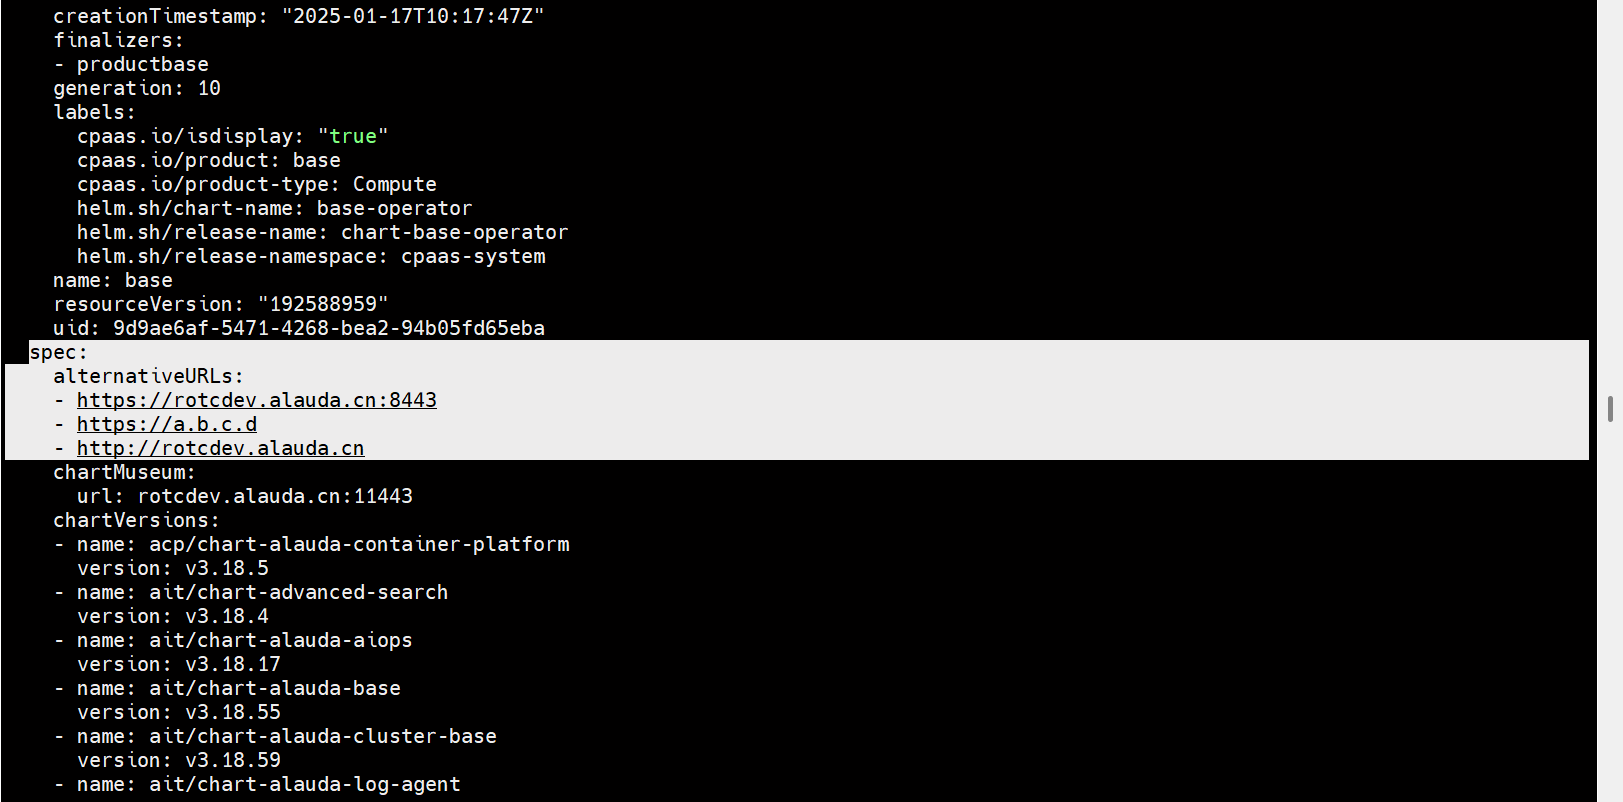 creationTimestamp: "2025-01-17T10:17:47Z"
finalizers:
- productbase
generation: 10
labels:
  cpaas.io/isdisplay: "true"
  cpaas.io/product: base
  cpaas.io/product-type: Compute
  helm.sh/chart-name: base-operator
  helm.sh/release-name: chart-base-operator
  helm.sh/release-namespace: cpaas-system
name: base
resourceVersion: "192588959"
uid: 9d9ae6af-5471-4268-bea2-94b05fd65eba
spec:
  alternativeURLs:
  - https://rotcdev.alauda.cn:8443
  - https://a.b.c.d
  - http://rotcdev.alauda.cn
  chartMuseum:
    url: rotcdev.alauda.cn:11443
  chartVersions:
  - name: acp/chart-alauda-container-platform
    version: v3.18.5
  - name: ait/chart-advanced-search
    version: v3.18.4
  - name: ait/chart-alauda-aiops
    version: v3.18.17
  - name: ait/chart-alauda-base
    version: v3.18.55
  - name: ait/chart-alauda-cluster-base
    version: v3.18.59
  - name: ait/chart-alauda-log-agent